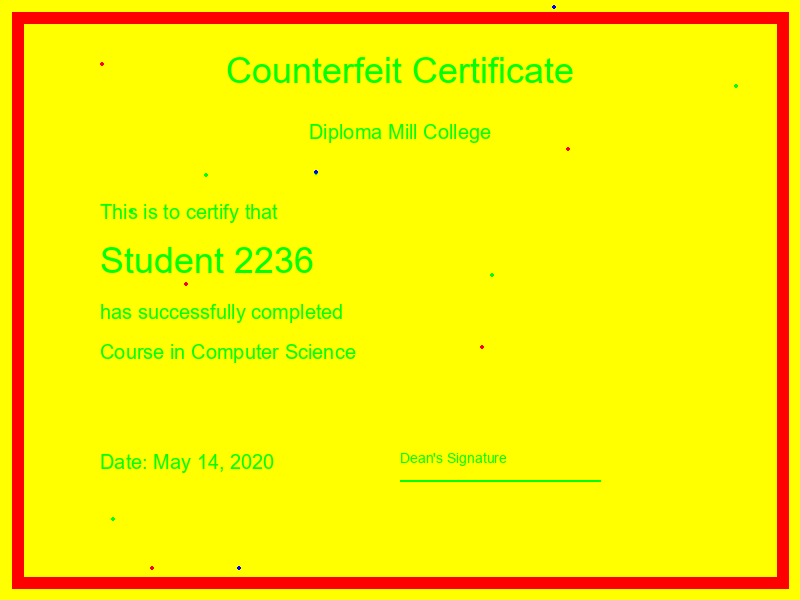 Counterfeit Certificate
Diploma Mill College
This is to certify that
Student 2236
has successfully completed
Course in Computer Science
Date: May 14, 2020
Dean's Signature